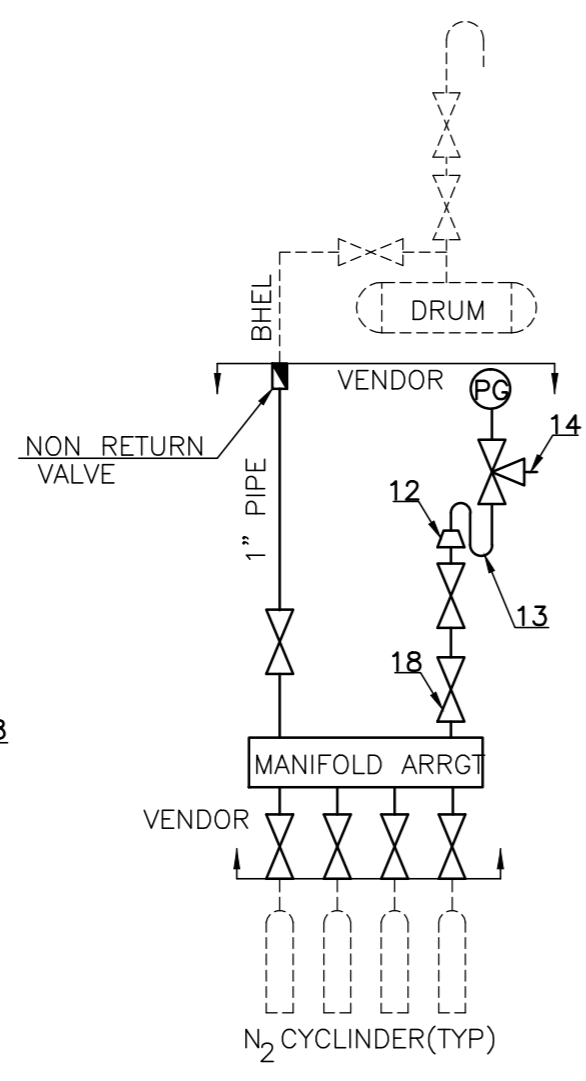 DRUM
BHEL
VENDOR
PG
14
NON RETURN
VALVE
1" PIPE
12
13
18
3
MANIFOLD ARRGT
VENDOR
N2 CYCLINDER(TYP)